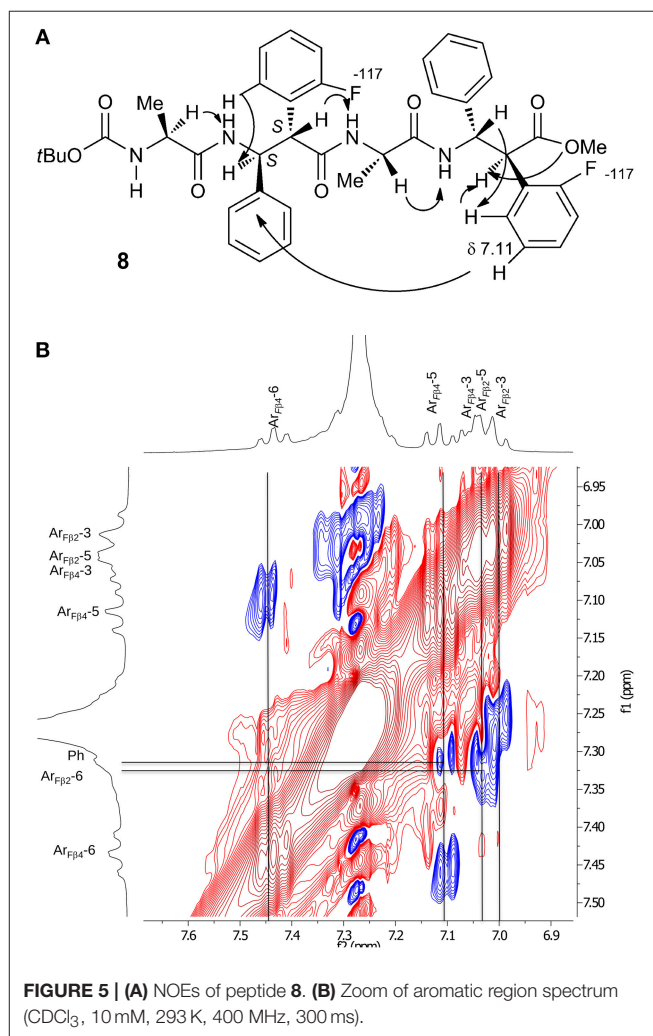 A
F -117
H
O
Me
H
H
N
S
H
O
H
N
O
OMe
tBuO
N
H
O
H
S
O
Me
H
N
H
H
F
-117
H
δ 7.11
H
8
B
ArFβ4-6
ArFβ4-5
ArFβ4-3
ArFβ2-5
ArFβ2-3
ArFβ2-3
ArFβ2-5
ArFβ4-3
ArFβ4-5
Ph
ArFβ2-6
ArFβ4-6
6.95
7.00
7.05
7.10
7.15
7.20
7.25
7.30
7.35
7.40
7.45
7.50
f1 (ppm)
7.6 7.5 7.4 7.3 7.2 7.1 7.0 6.9
f2 (ppm)
FIGURE 5 | (A) NOEs of peptide 8. (B) Zoom of aromatic region spectrum
(CDCl3, 10 mM, 293 K, 400 MHz, 300 ms).